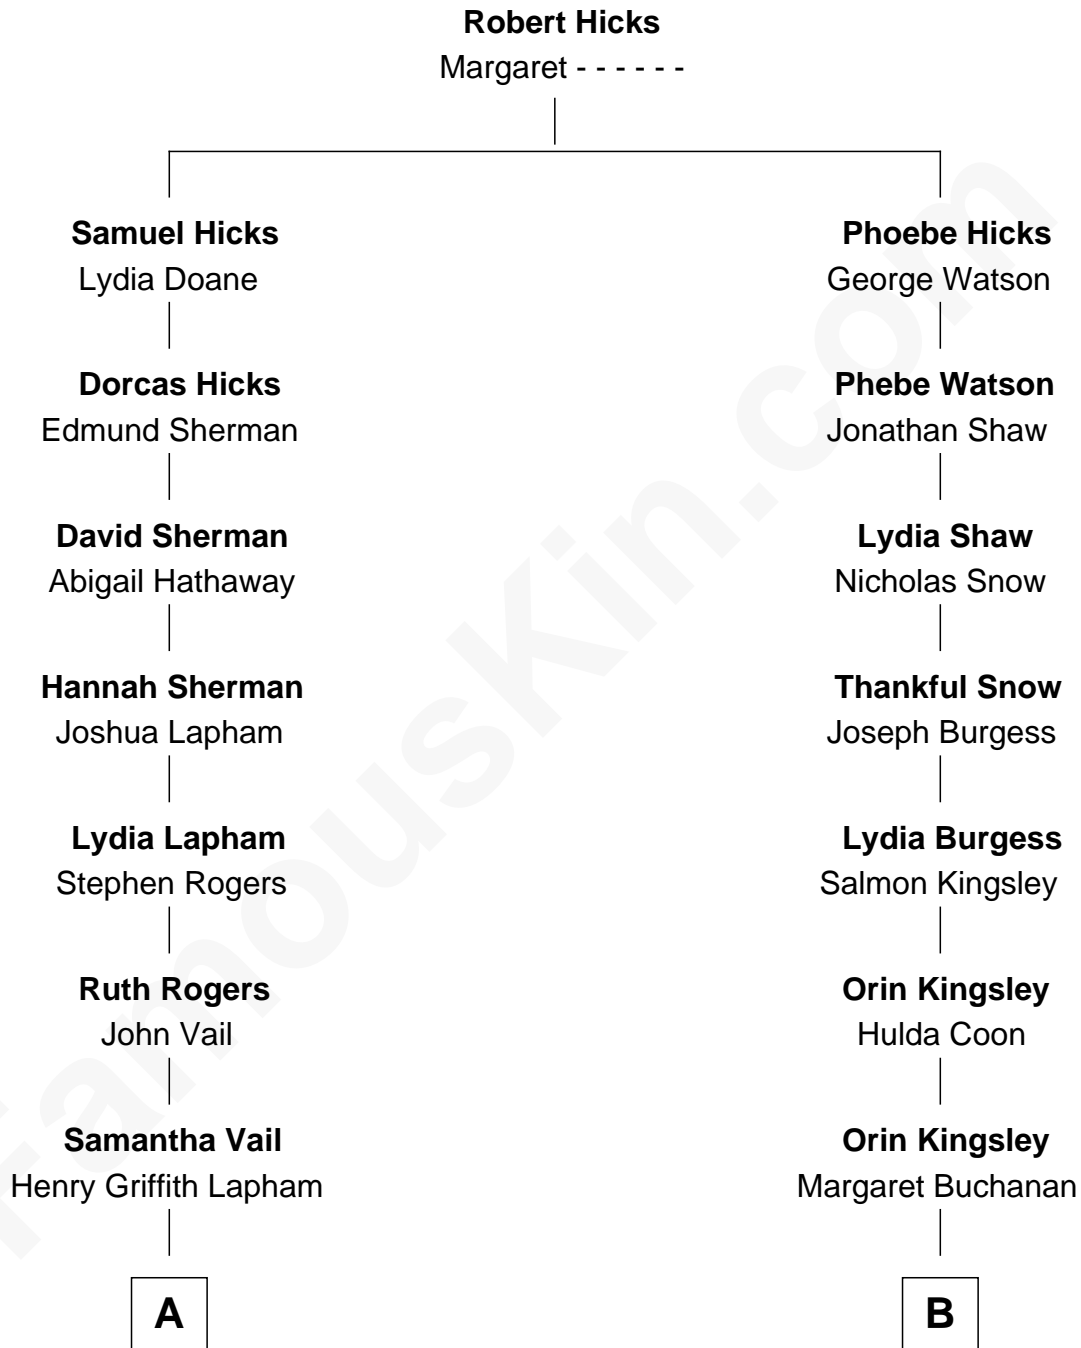 Robert Hicks
Margaret - - - - - -
Samuel Hicks
Lydia Doane
Phoebe Hicks
George Watson
Dorcas Hicks
Edmund Sherman
Phebe Watson
Jonathan Shaw
David Sherman
Abigail Hathaway
Lydia Shaw
Nicholas Snow
Hannah Sherman
Joshua Lapham
Thankful Snow
Joseph Burgess
Lydia Lapham
Stephen Rogers
Lydia Burgess
Salmon Kingsley
Ruth Rogers
John Vail
Orin Kingsley
Hulda Coon
Samantha Vail
Henry Griffith Lapham
Orin Kingsley
Margaret Buchanan
A
B
FamousKin.com